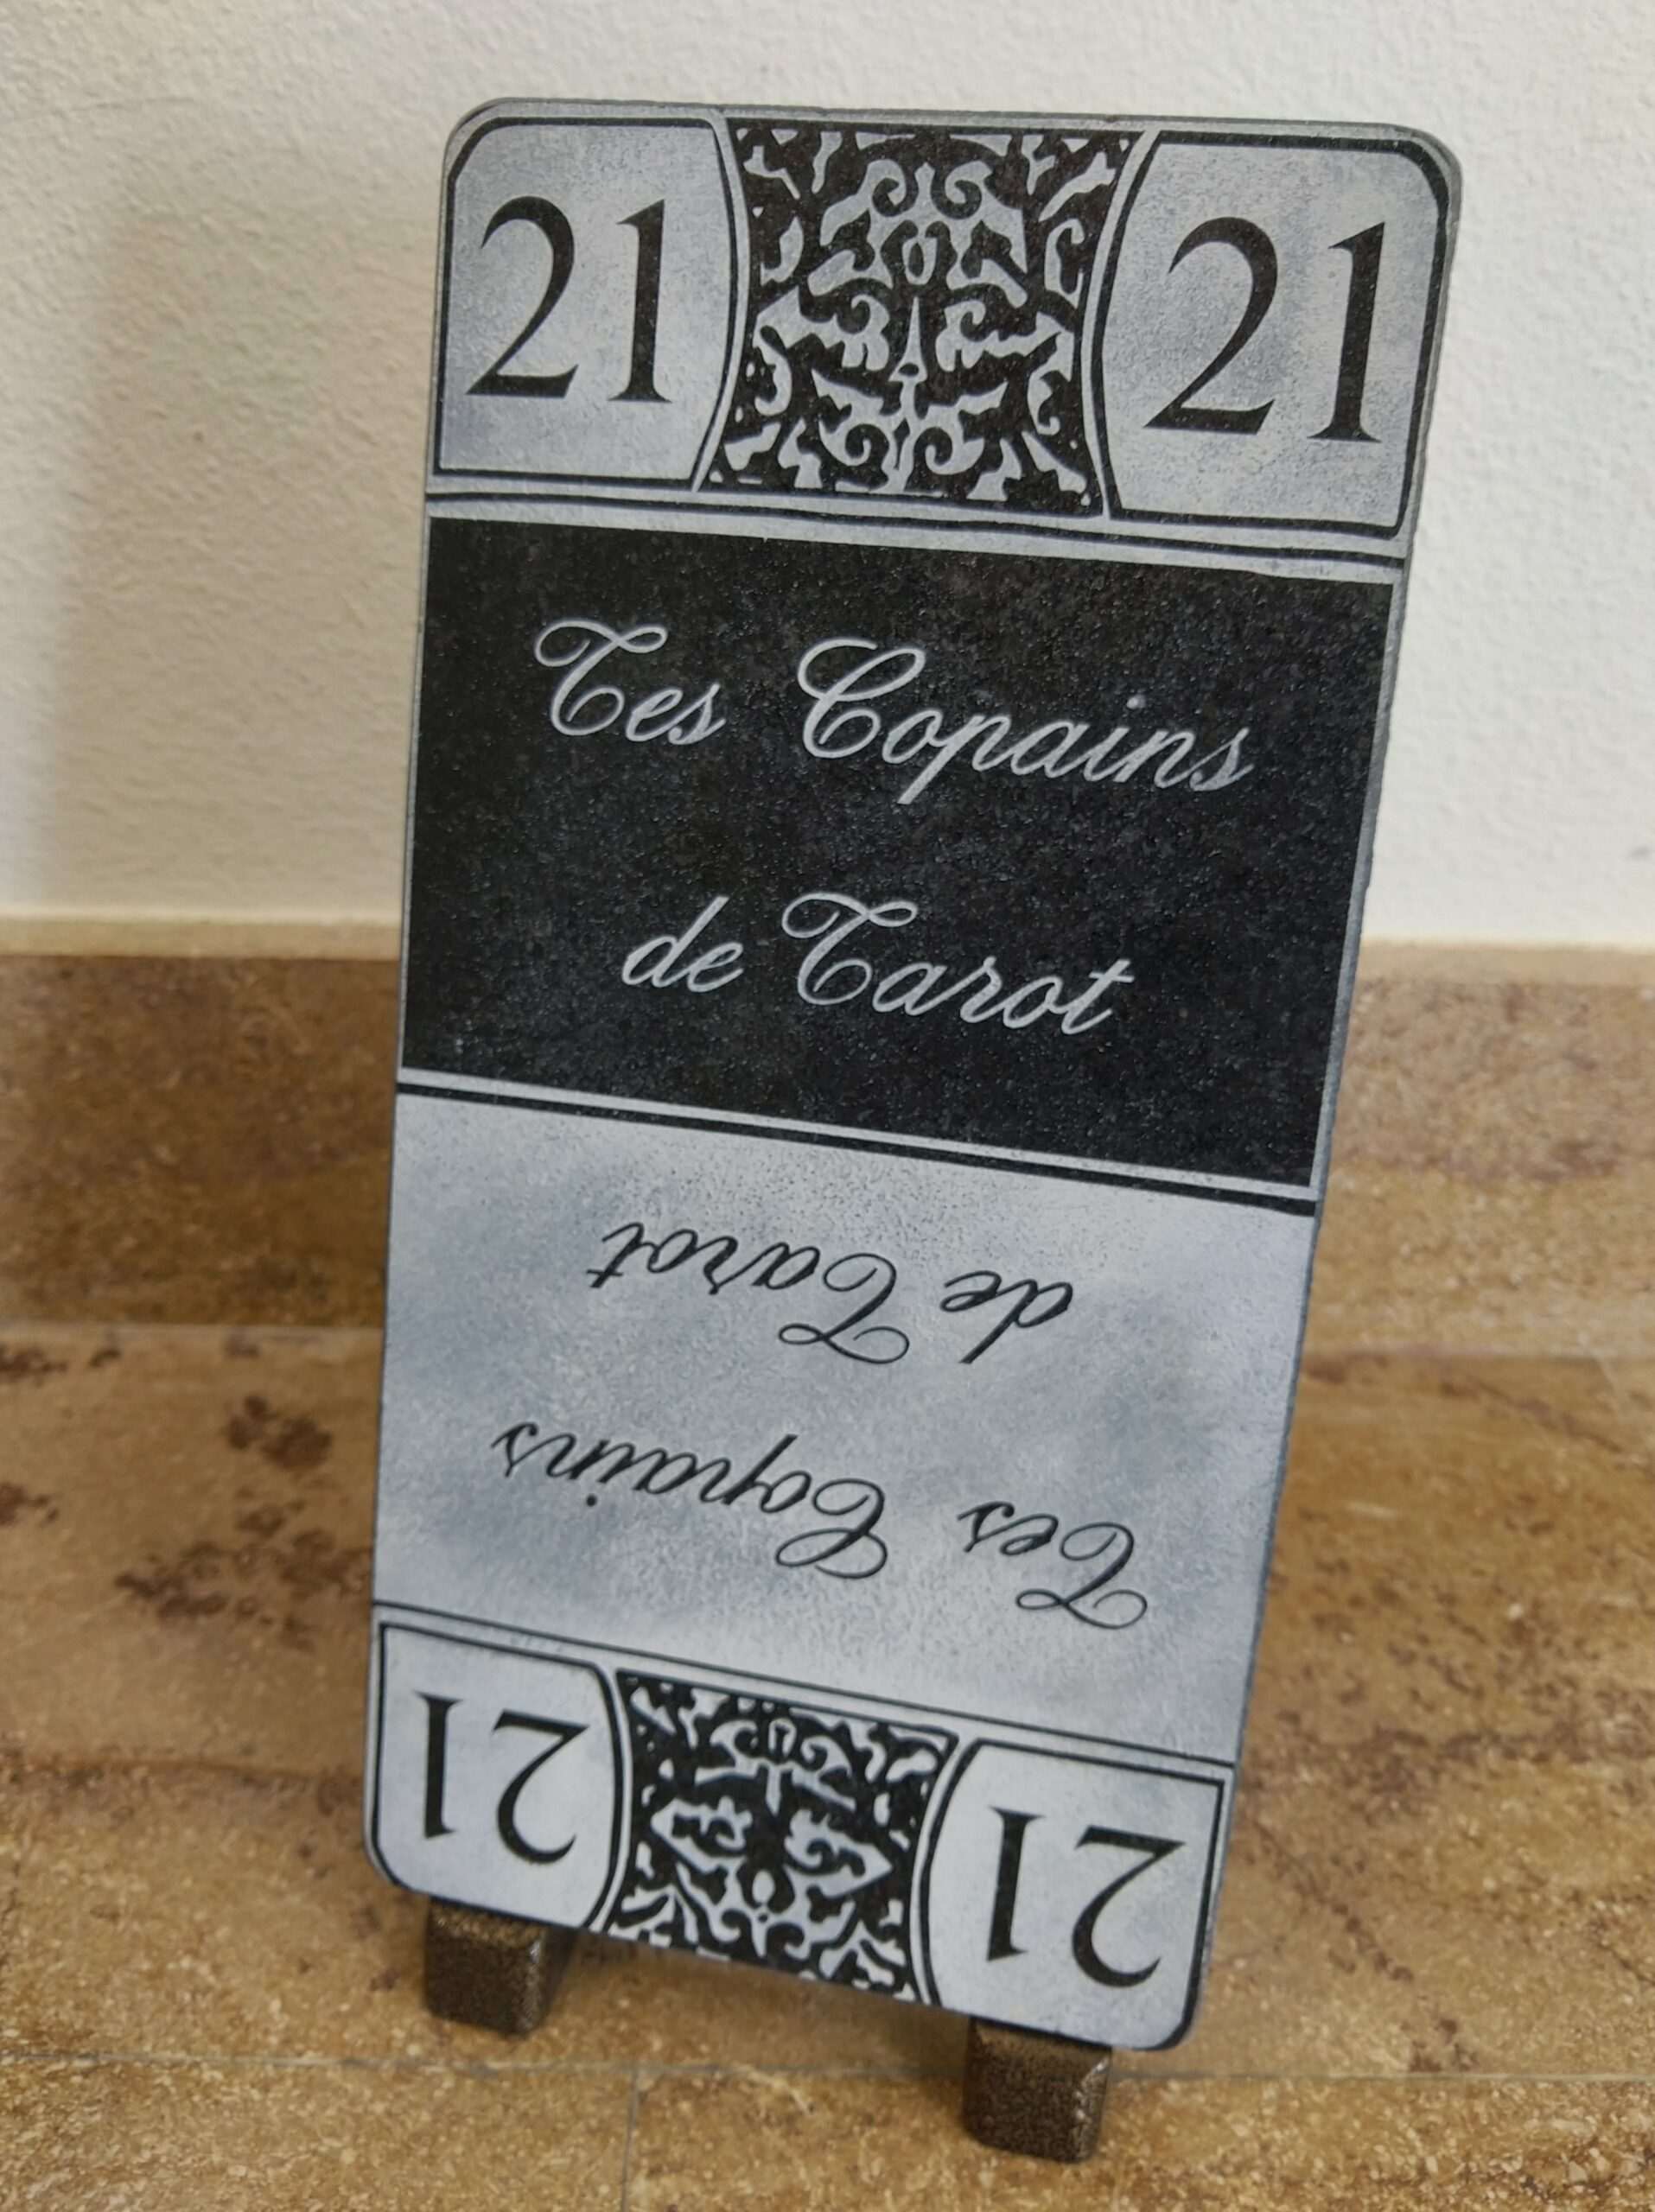 21 21
Tes Copains
de Tarot
Tes Copains
de Tarot
21 21